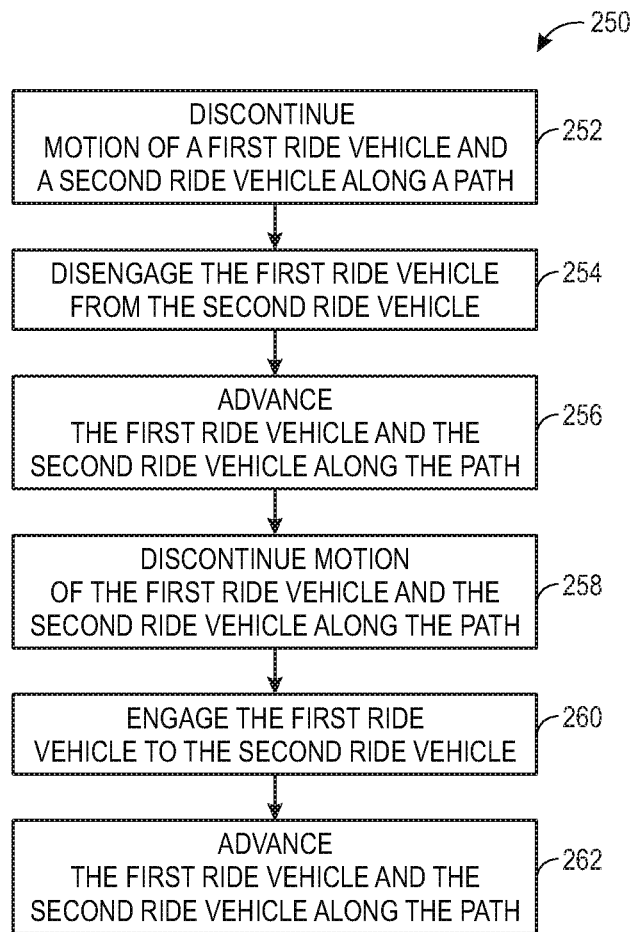 250
DISCONTINUE
MOTION OF A FIRST RIDE VEHICLE AND
A SECOND RIDE VEHICLE ALONG A PATH
252
DISENGAGE THE FIRST RIDE VEHICLE
FROM THE SECOND RIDE VEHICLE
254
ADVANCE
THE FIRST RIDE VEHICLE AND THE
SECOND RIDE VEHICLE ALONG THE PATH
256
DISCONTINUE MOTION
OF THE FIRST RIDE VEHICLE AND THE
SECOND RIDE VEHICLE ALONG THE PATH
258
ENGAGE THE FIRST RIDE
VEHICLE TO THE SECOND RIDE VEHICLE
260
ADVANCE
THE FIRST RIDE VEHICLE AND THE
SECOND RIDE VEHICLE ALONG THE PATH
262